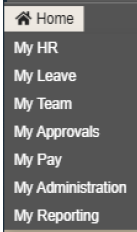 Home
My HR
My Leave
My Team
My Approvals
My Pay
My Administration
My Reporting